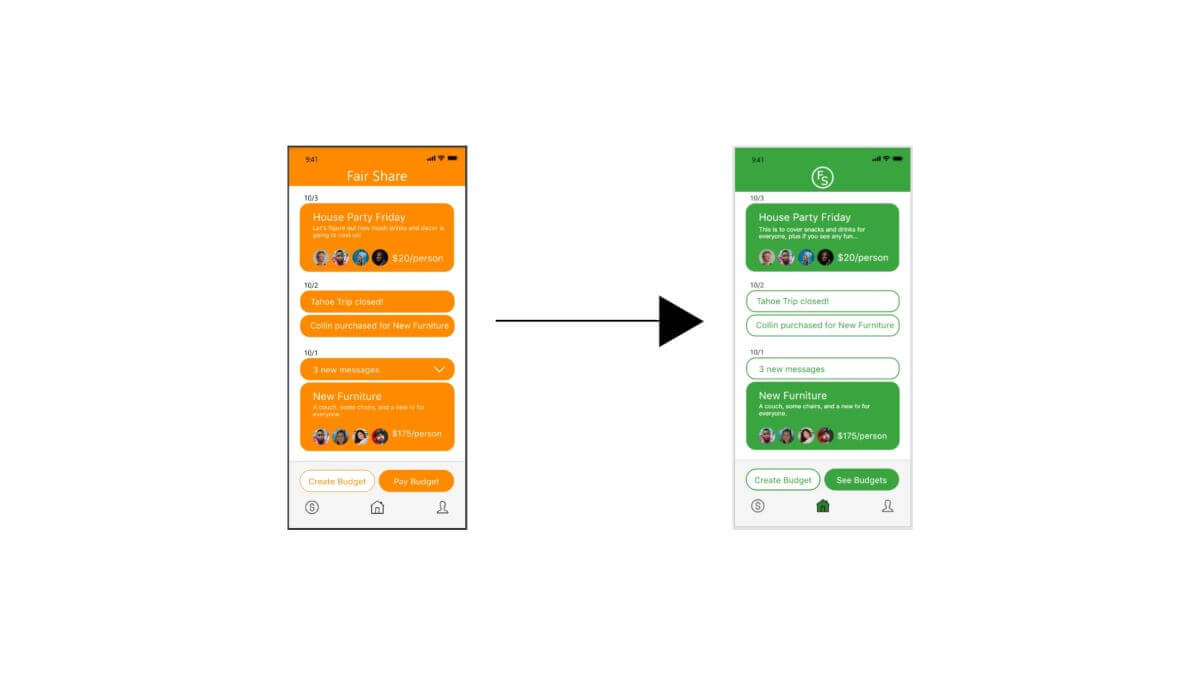 9:41
Fair Share
10/3
House Party Friday
Let's figure out how much drinks and decor is
going to cost us!
$20/person
10/2
Tahoe Trip closed!
Collin purchased for New Furniture
10/1
3 new messages
New Furniture
A couch, some chairs, and a new tv for
everyone.
$175/person
Create Budget
Pay Budget
S
9:41
FS
10/3
House Party Friday
This is to cover snacks and drinks for
everyone, plus if you see any fun...
$20/person
10/2
Tahoe Trip closed!
Collin purchased for New Furniture
10/1
3 new messages
New Furniture
A couch, some chairs, and a new tv for
everyone.
$175/person
Create Budget
See Budgets
S